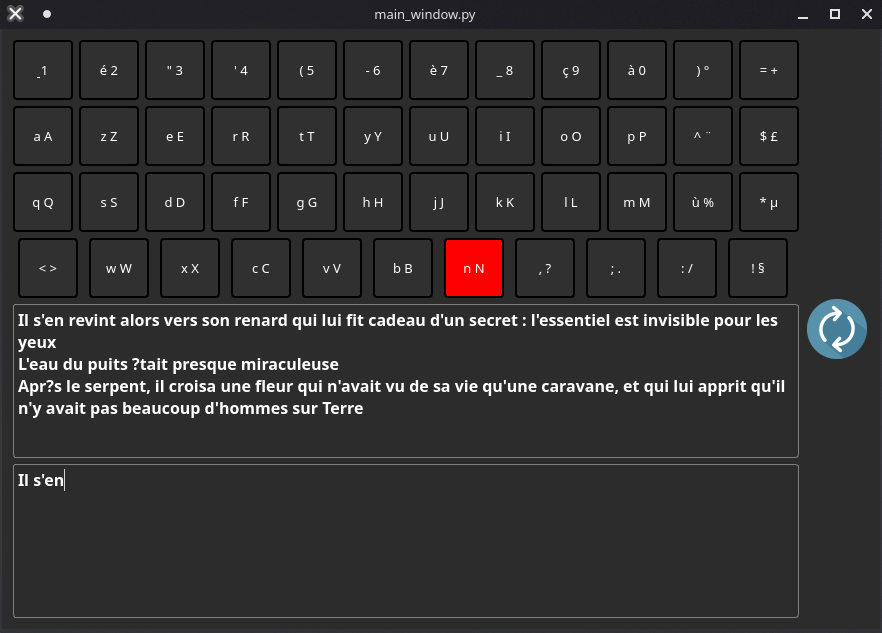 main_window.py
_1 é 2 " 3 ' 4 ( 5 - 6 è 7 _ 8 ç 9 à 0 ) ° = +
a A z Z e E r R t T y Y u U i I o O p P ^ ¨ $ £
q Q s S d D f F g G h H j J k K l L m M ù % * µ
< > w W x X c C v V b B n N , ? ; . : / ! §
Il s'en revint alors vers son renard qui lui fit cadeau d'un secret : l'essentiel est invisible pour les
yeux
L'eau du puits ?tait presque miraculeuse
Apr?s le serpent, il croisa une fleur qui n'avait vu de sa vie qu'une caravane, et qui lui apprit qu'il
n'y avait pas beaucoup d'hommes sur Terre
Il s'en